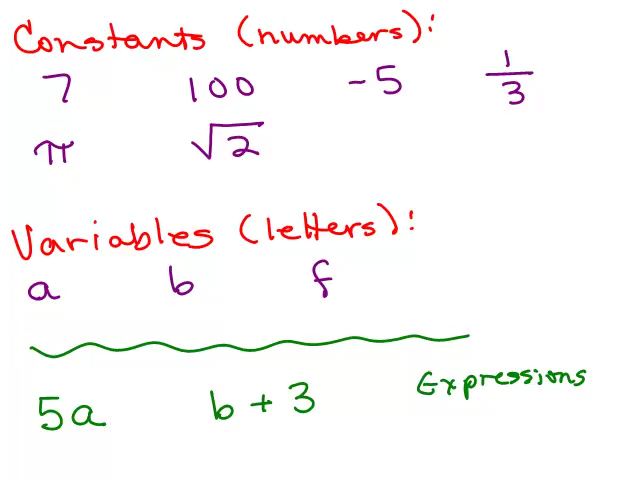 Constants (numbers):
7 100 -5 1/3
π √2
Variables (letters):
a b f
5a b + 3 Expressions